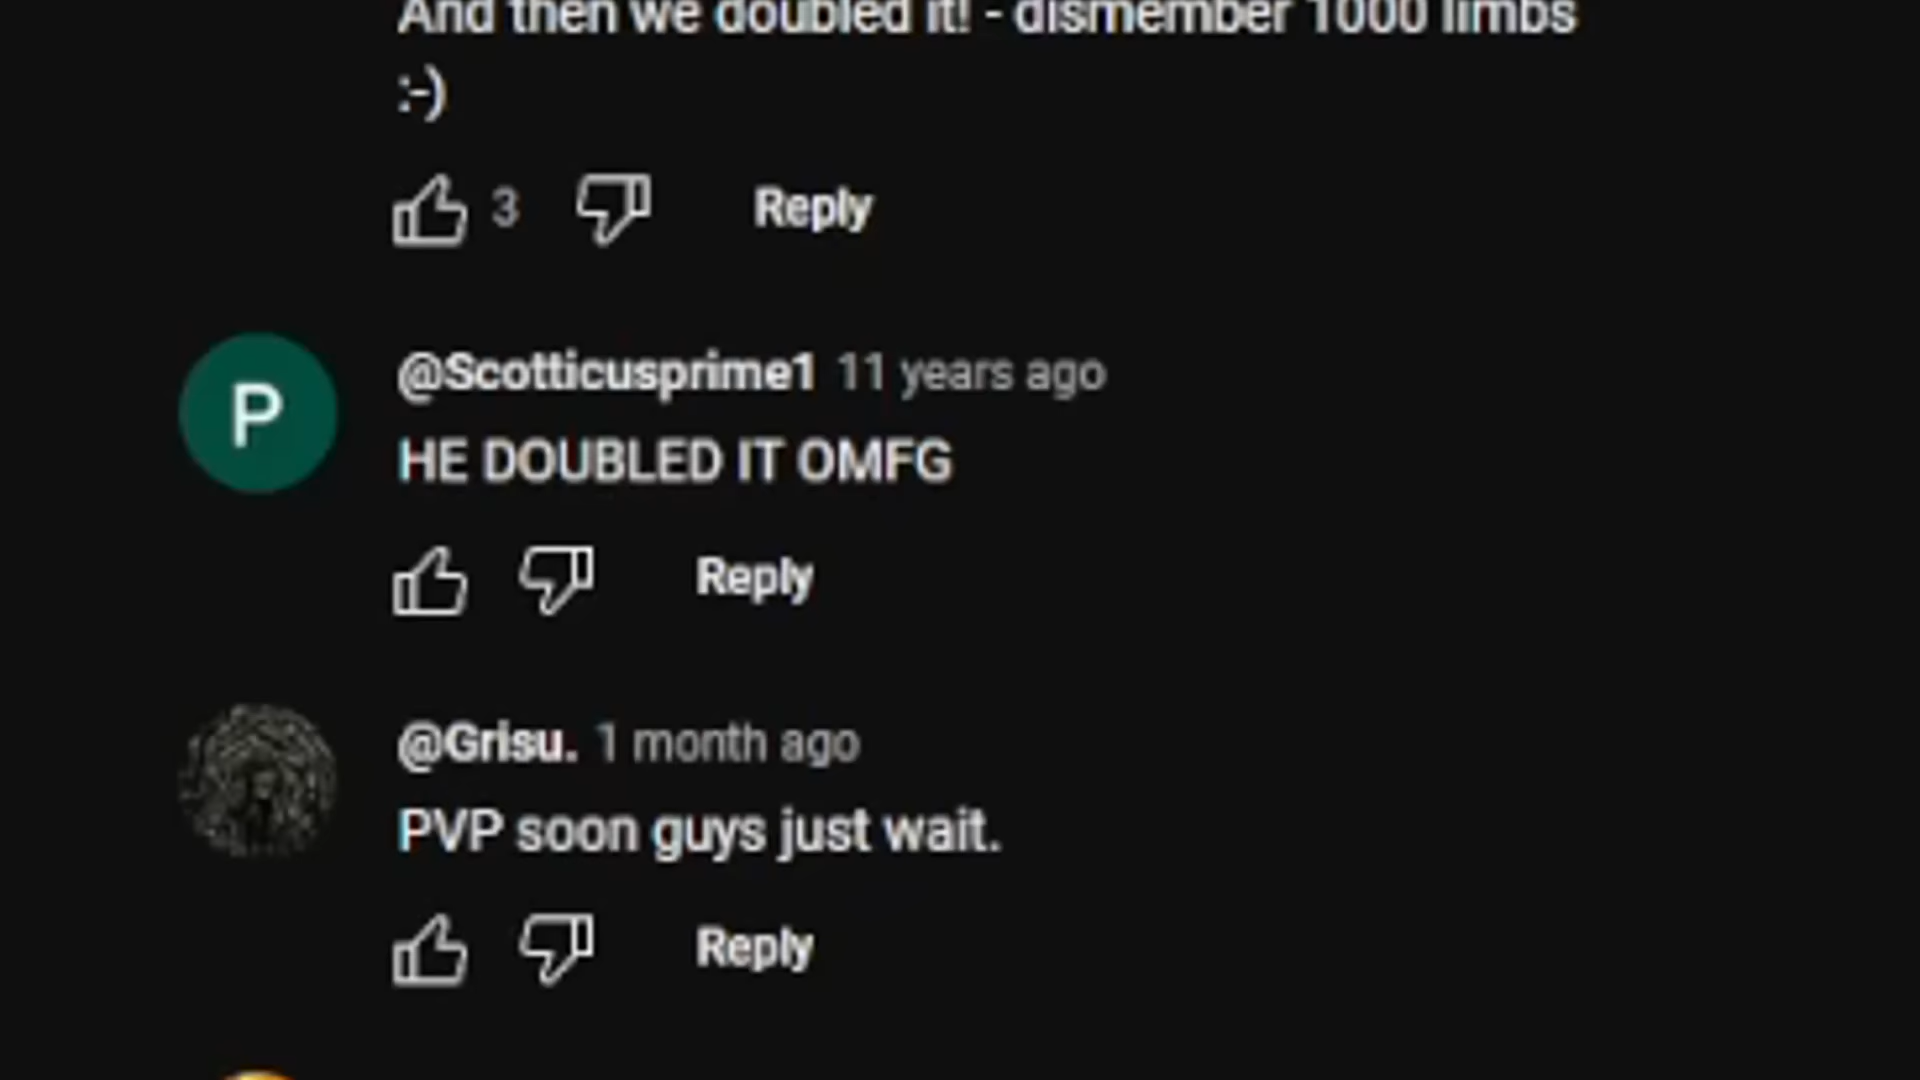 And then we doubled it! - dismember 1000 limbs
:-)
3 Reply
@Scotticusprime1 11 years ago
HE DOUBLED IT OMFG
Reply
P
@Grisu. 1 month ago
PVP soon guys just wait.
Reply